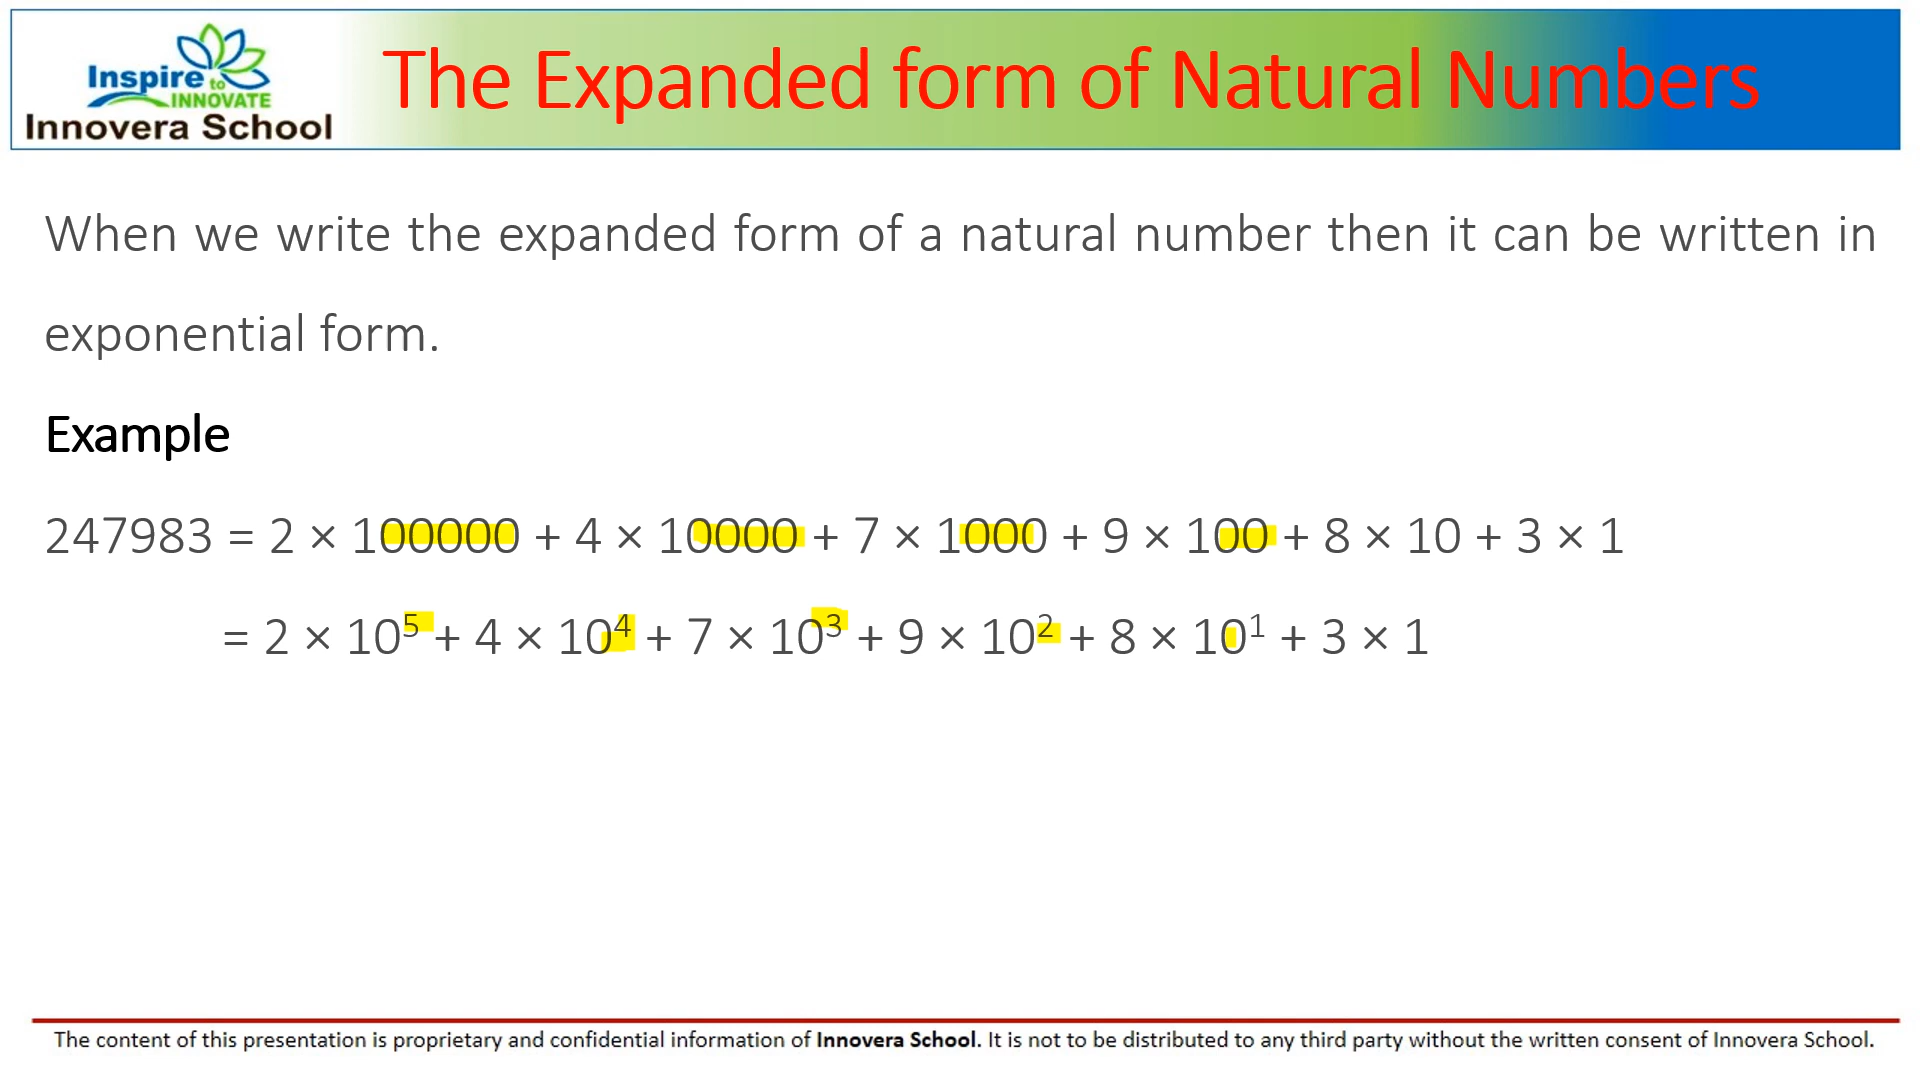 Inspire to
INNOVATE
Innovera School
The Expanded form of Natural Numbers
When we write the expanded form of a natural number then it can be written in
exponential form.
Example
247983 = 2 × 100000 + 4 × 10000 + 7 × 1000 + 9 × 100 + 8 × 10 + 3 × 1
= 2 × 10⁵ + 4 × 10⁴ + 7 × 10³ + 9 × 10² + 8 × 10¹ + 3 × 1
The content of this presentation is proprietary and confidential information of Innovera School. It is not to be distributed to any third party without the written consent of Innovera School.